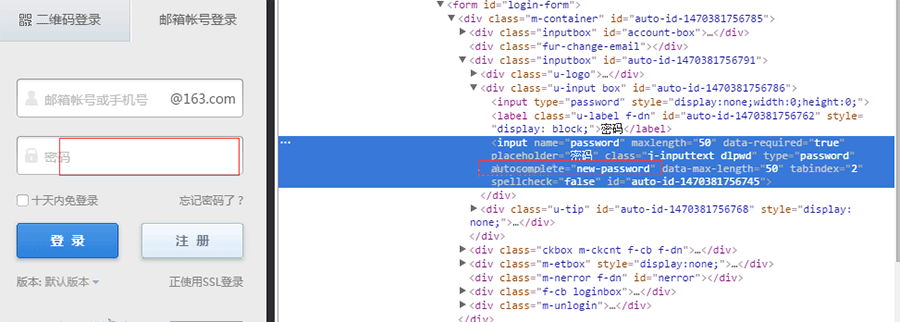 二维码登录
邮箱帐号登录
邮箱帐号或手机号
@163.com
密码
十天内免登录
忘记密码了？
登 录
注 册
版本: 默认版本
正使用SSL登录
▼<form id="login-form">
▼<div class="m-container" id="auto-id-1470381756785">
▶<div class="inputbox" id="account-box">…</div>
<div class="fur-change-email"></div>
▼<div class="inputbox" id="auto-id-1470381756791">
▶<div class="u-logo">…</div>
▼<div class="u-input box" id="auto-id-1470381756786">
<input type="password" style="display:none;width:0;height:0;">
<label class="u-label f-dn" id="auto-id-1470381756762" style=
"display: block;">密码</label>
<input name="password" maxlength="50" data-required="true"
placeholder="密码" class="j-inputtext dlpwd" type="password"
autocomplete="new-password" data-max-length="50" tabindex="2"
spellcheck="false" id="auto-id-1470381756745">
</div>
▶<div class="u-tip" id="auto-id-1470381756768" style="display:
none;">…</div>
</div>
▶<div class="ckbox m-ckcnt f-cb f-dn">…</div>
▶<div class="m-etbox" style="display:none;">…</div>
<div class="m-nerror f-dn" id="nerror"></div>
▶<div class="f-cb loginbox">…</div>
▶<div class="m-unlogin">…</div>
</div>